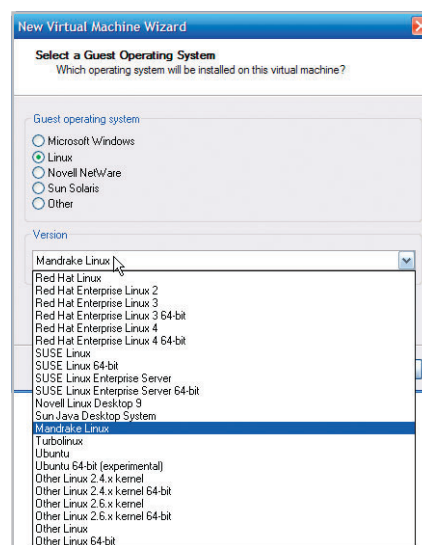 New Virtual Machine Wizard
Select a Guest Operating System
Which operating system will be installed on this virtual machine?
Guest operating system
Microsoft Windows
Linux
Novell NetWare
Sun Solaris
Other
Version
Mandrake Linux
Red Hat Linux
Red Hat Enterprise Linux 2
Red Hat Enterprise Linux 3
Red Hat Enterprise Linux 3 64-bit
Red Hat Enterprise Linux 4
Red Hat Enterprise Linux 4 64-bit
SUSE Linux
SUSE Linux 64-bit
SUSE Linux Enterprise Server
SUSE Linux Enterprise Server 64-bit
Novell Linux Desktop 9
Sun Java Desktop System
Mandrake Linux
Turbolinux
Ubuntu
Ubuntu 64-bit (experimental)
Other Linux 2.4.x kernel
Other Linux 2.4.x kernel 64-bit
Other Linux 2.6.x kernel
Other Linux 2.6.x kernel 64-bit
Other Linux
Other Linux 64-bit